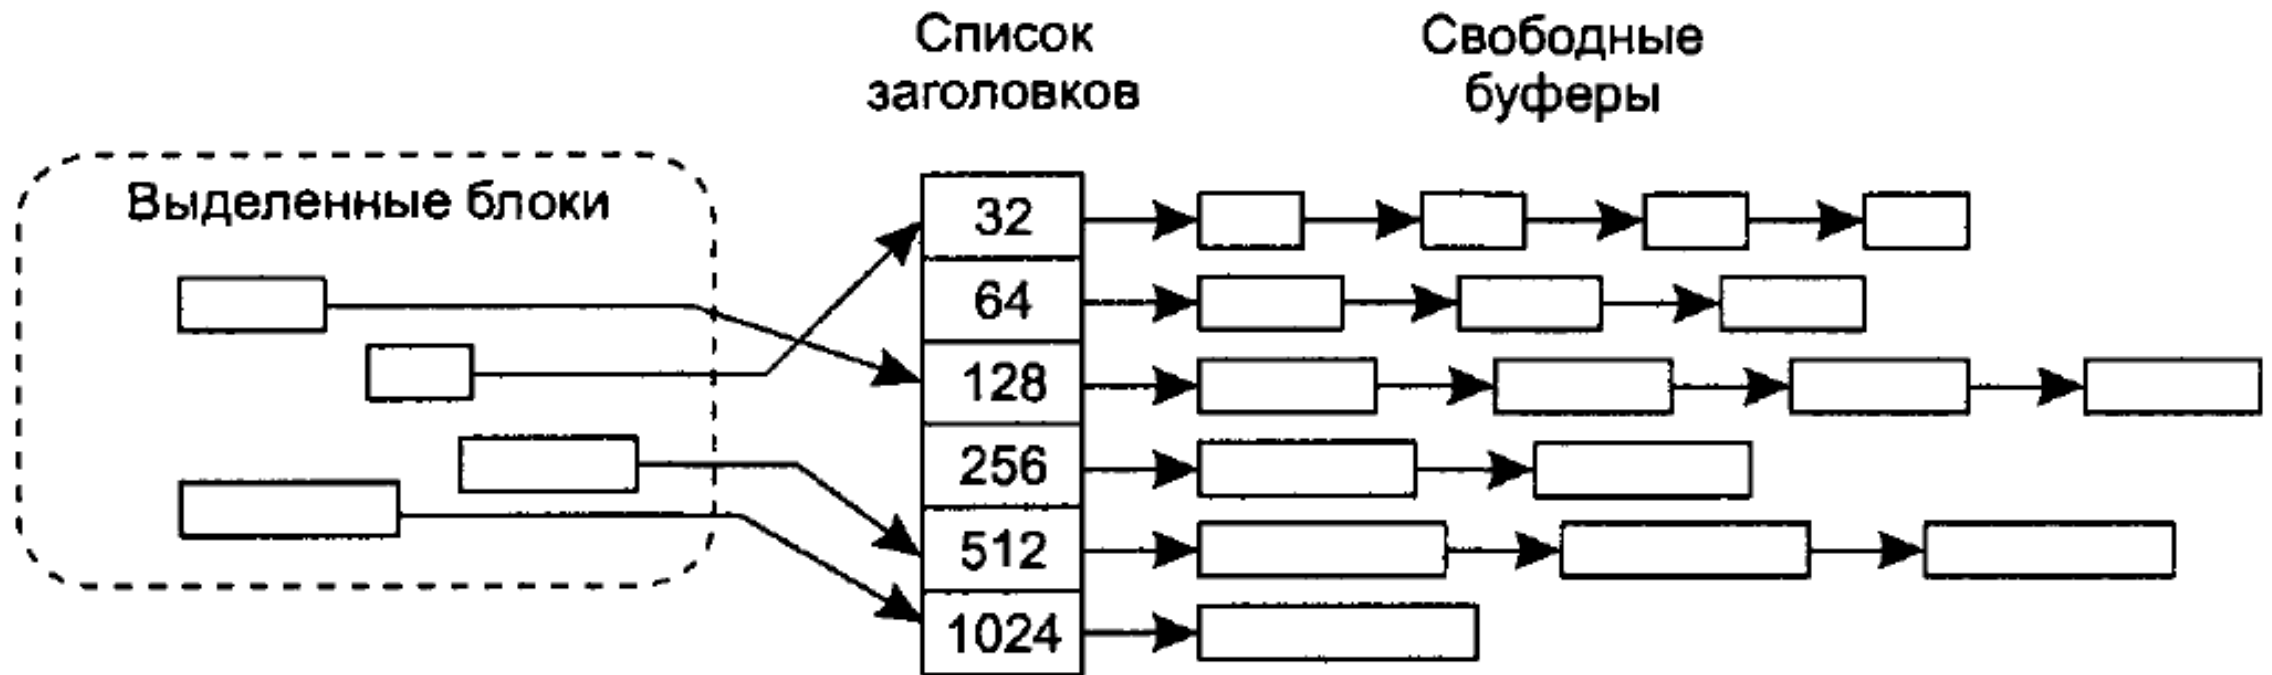 Список
заголовков
Свободные
буферы
Выделенные блоки
32
64
128
256
512
1024